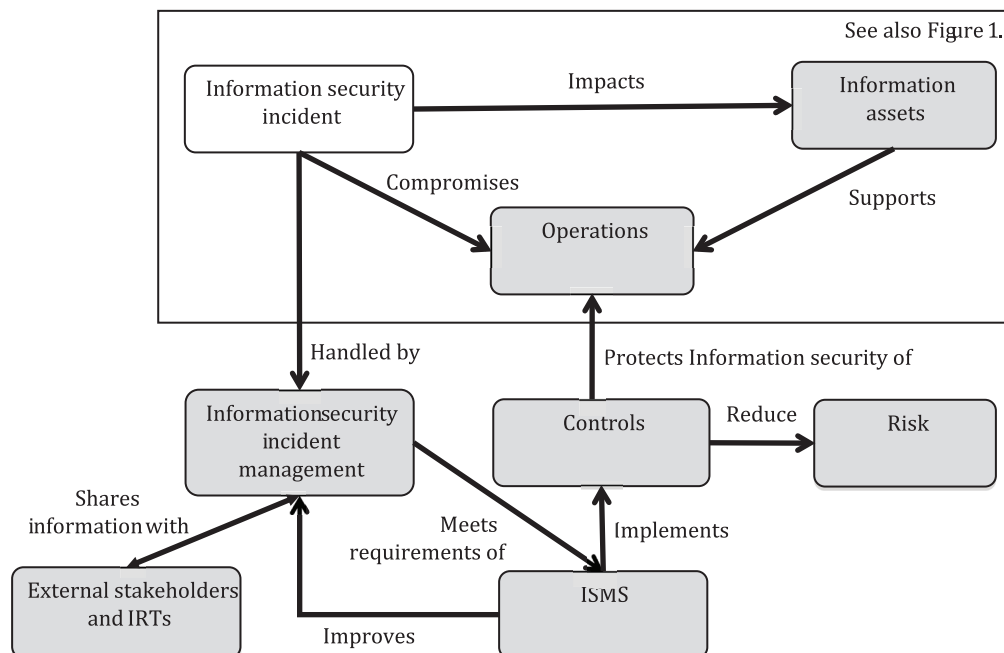 See also Figure 1.
Information security
incident
Impacts
Information
assets
Compromises
Supports
Operations
Handled by
Protects Information security of
Informationsecurity
incident
management
Controls
Reduce
Risk
Shares
information with
Meets
requirements of
Implements
External stakeholders
and IRTs
ISMS
Improves